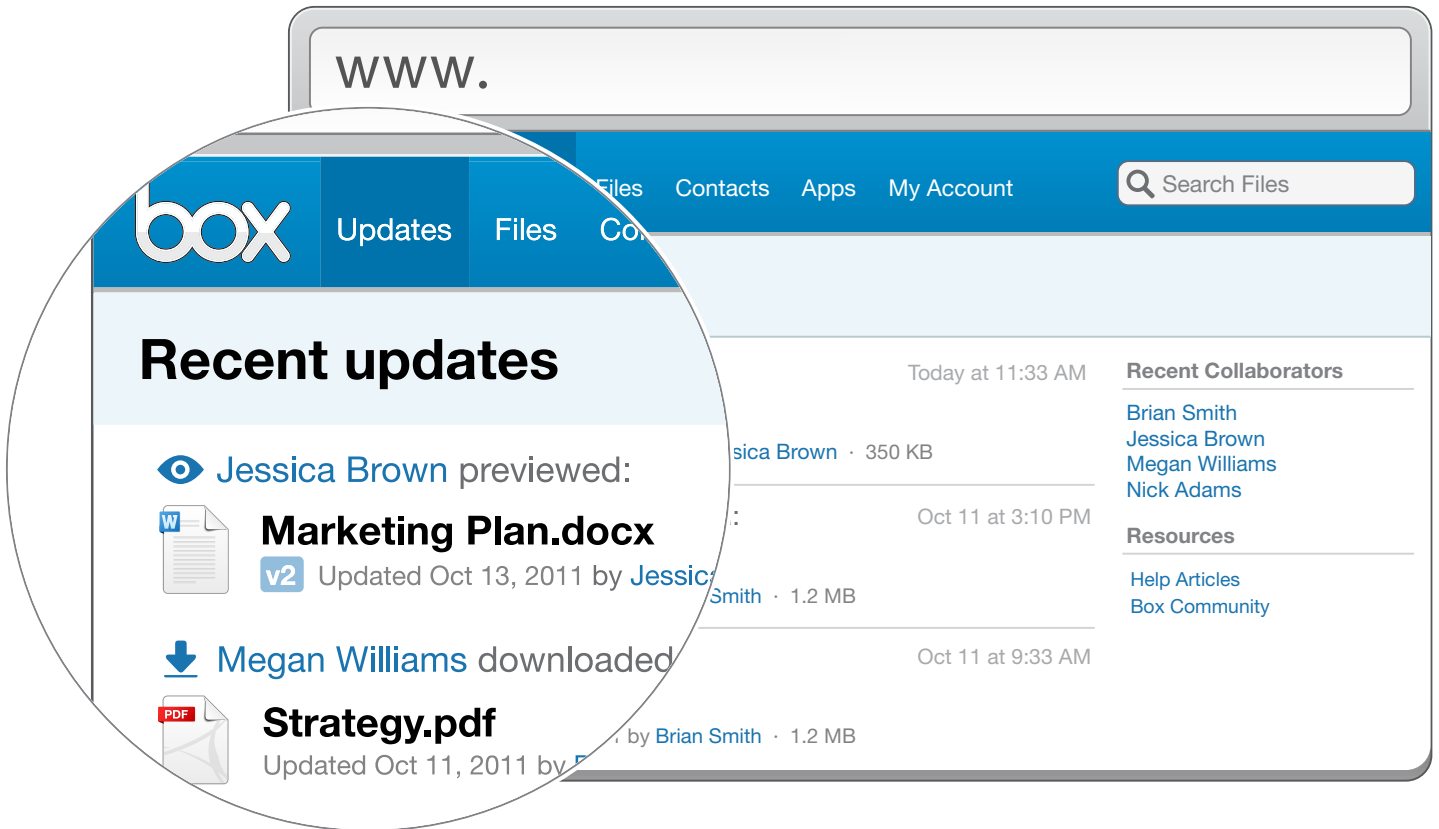 www.
box Updates Files
Files Contacts Apps My Account Search Files
Recent updates
Today at 11:33 AM
Jessica Brown previewed:
W Marketing Plan.docx
v2 Updated Oct 13, 2011 by
Brown · 350 KB
Oct 11 at 3:10 PM
Smith · 1.2 MB
Megan Williams downloaded
Oct 11 at 9:33 AM
PDF Strategy.pdf
Updated Oct 11, 2011 by
by Brian Smith · 1.2 MB
Recent Collaborators
Brian Smith
Jessica Brown
Megan Williams
Nick Adams
Resources
Help Articles
Box Community